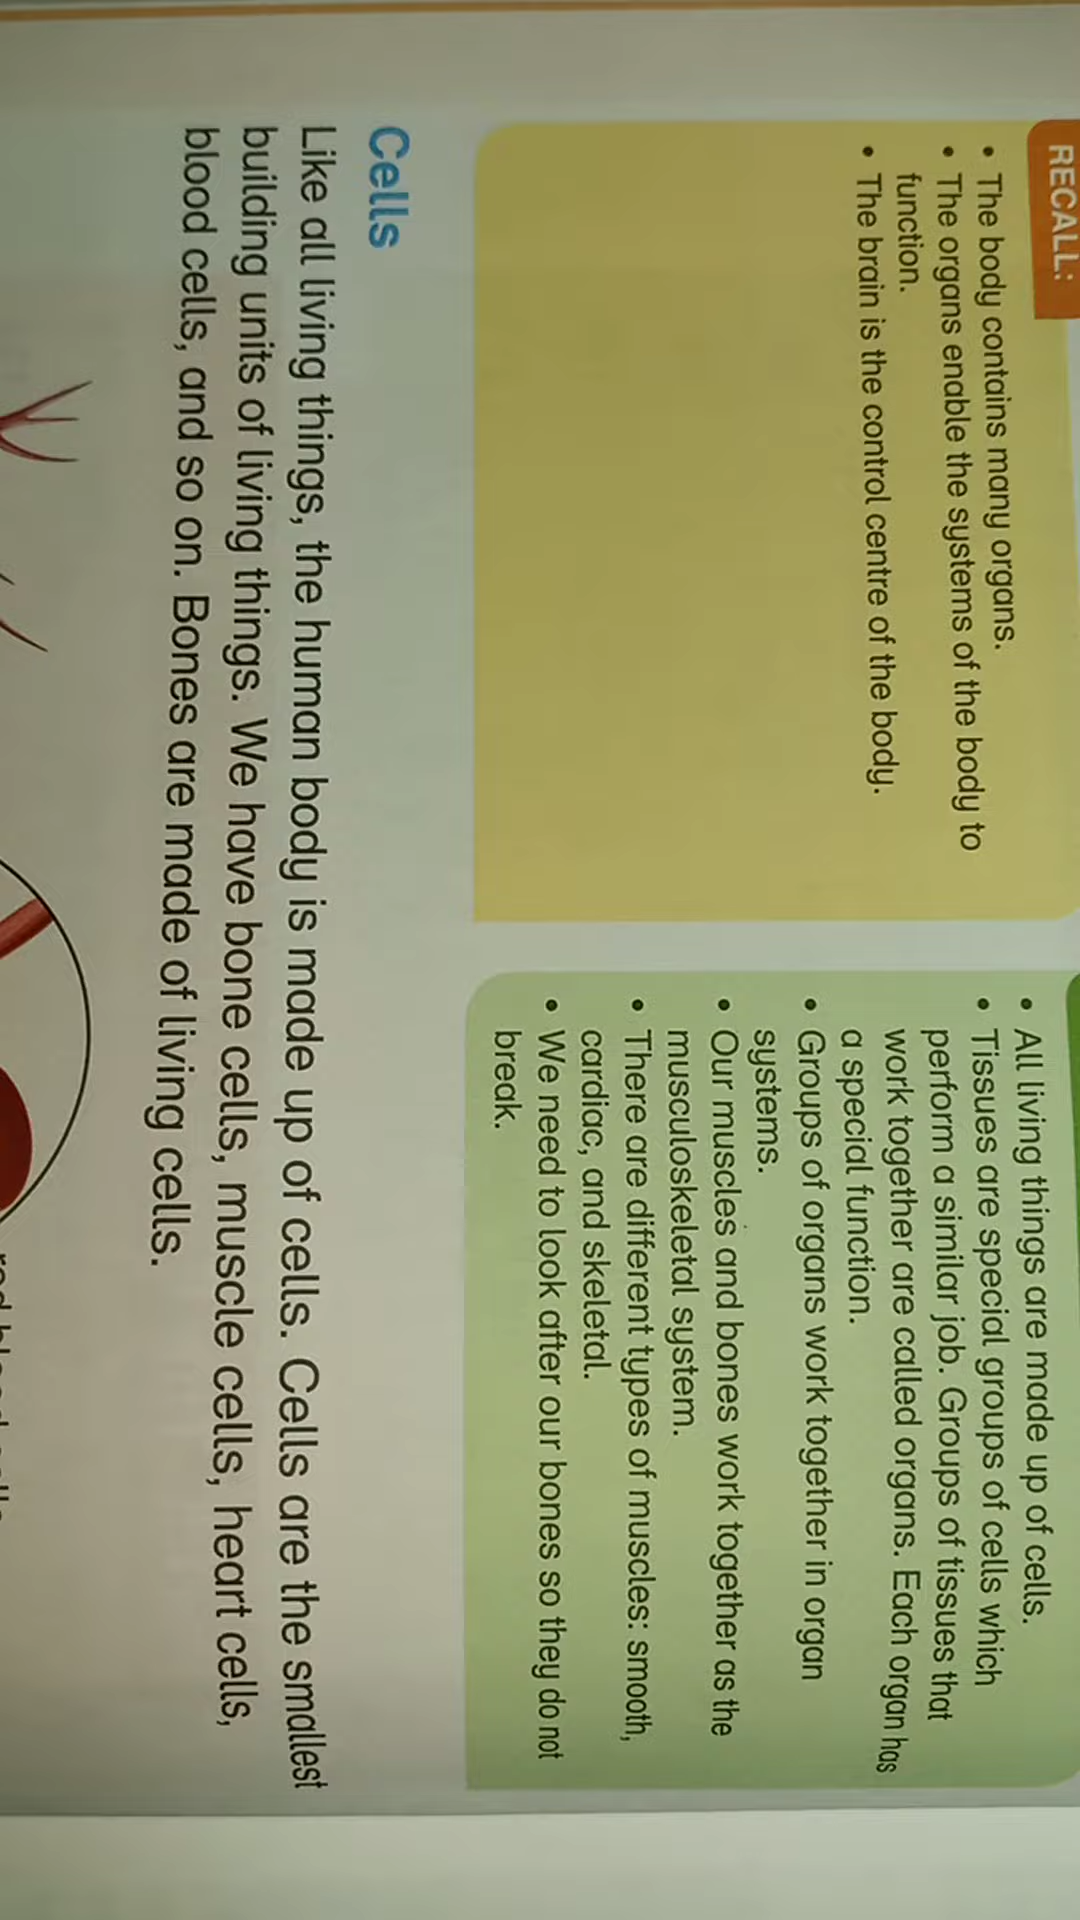 RECALL:
• The body contains many organs.
• The organs enable the systems of the body to
function.
• The brain is the control centre of the body.
• All living things are made up of cells.
• Tissues are special groups of cells which
perform a similar job. Groups of tissues that
work together are called organs. Each organ has
a special function.
• Groups of organs work together in organ
systems.
• Our muscles and bones work together as the
musculoskeletal system.
• There are different types of muscles: smooth,
cardiac, and skeletal.
• We need to look after our bones so they do not
break.
Cells
Like all living things, the human body is made up of cells. Cells are the smallest
building units of living things. We have bone cells, muscle cells, heart cells,
blood cells, and so on. Bones are made of living cells.